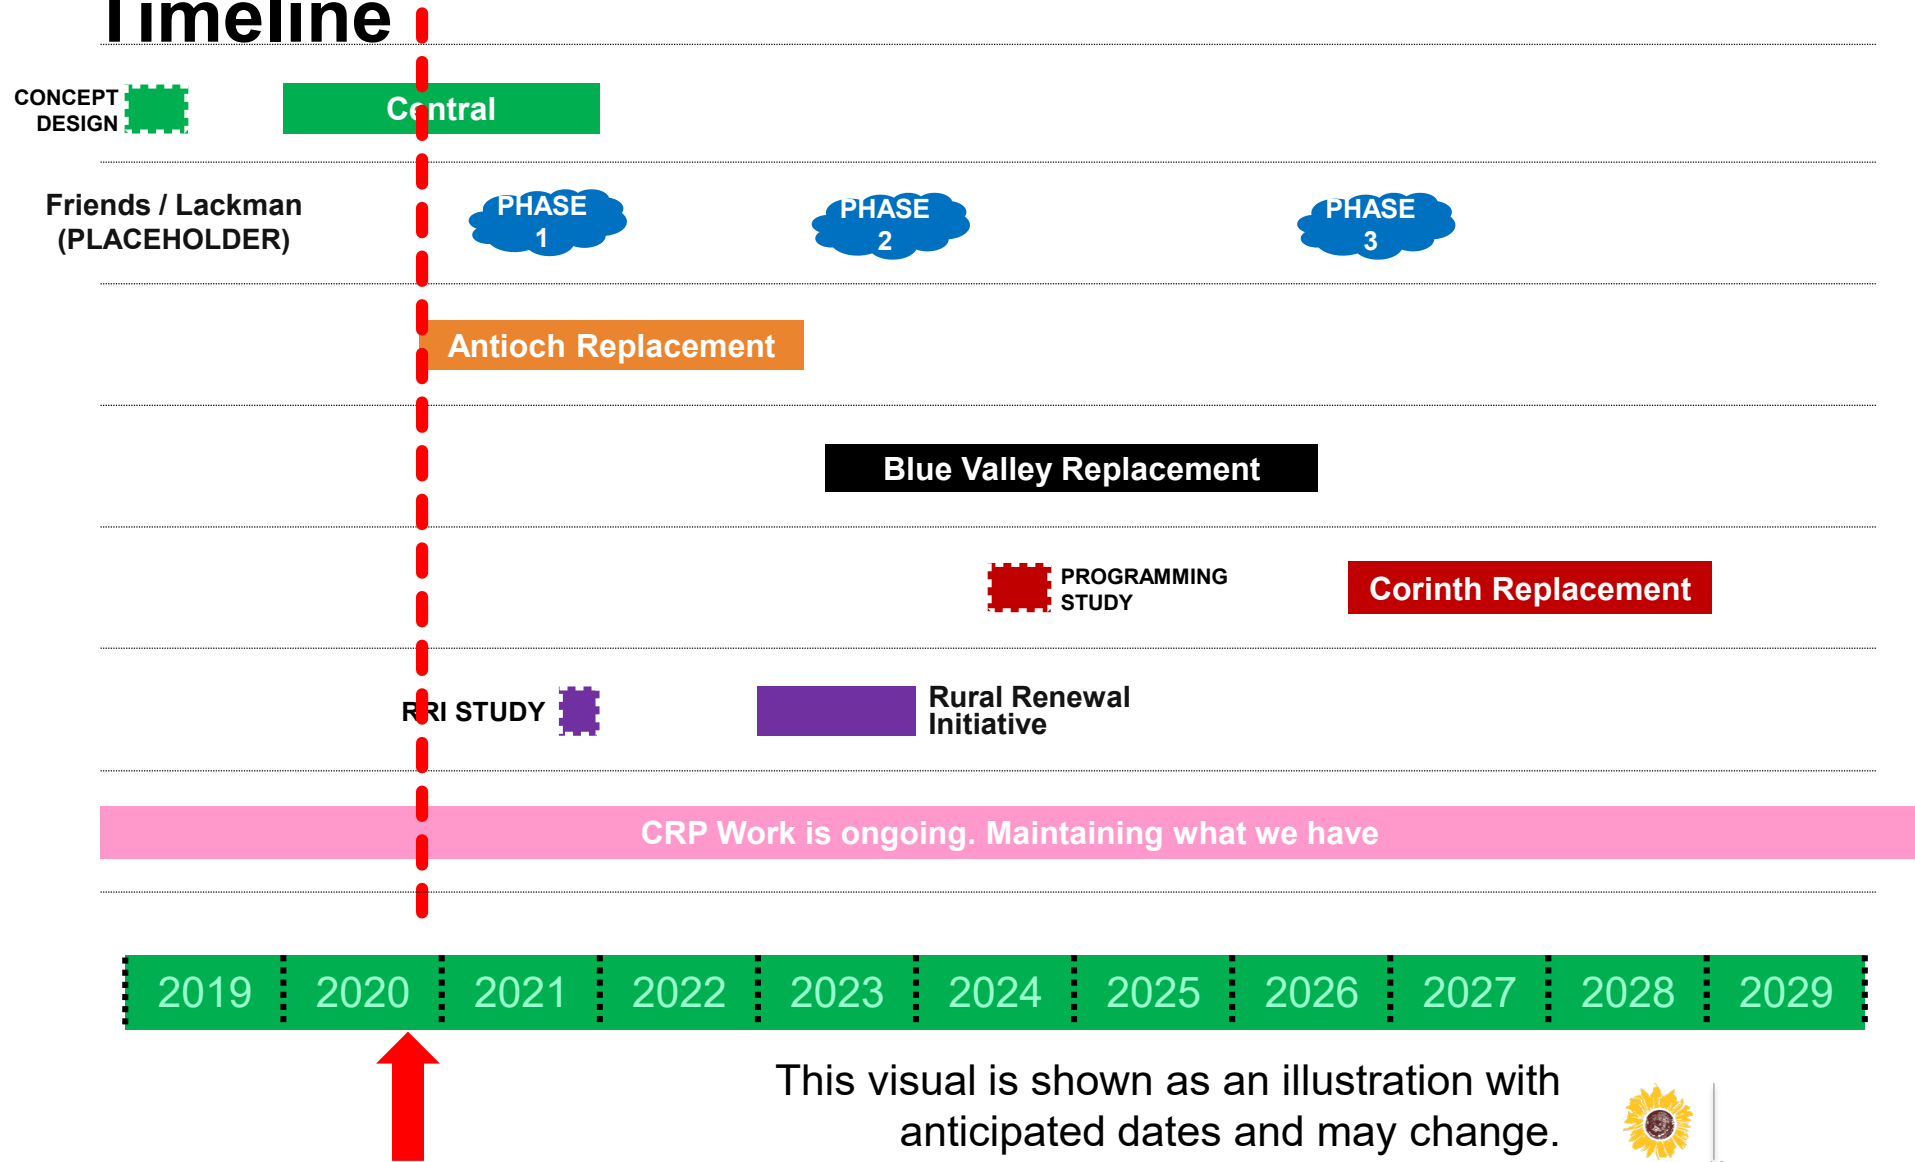 Timeline
CONCEPT
DESIGN
Central
Friends / Lackman
(PLACEHOLDER)
PHASE
1
PHASE
2
PHASE
3
Antioch Replacement
Blue Valley Replacement
PROGRAMMING
STUDY
Corinth Replacement
RRI STUDY
Rural Renewal
Initiative
CRP Work is ongoing. Maintaining what we have
2019 2020 2021 2022 2023 2024 2025 2026 2027 2028 2029
This visual is shown as an illustration with
anticipated dates and may change.